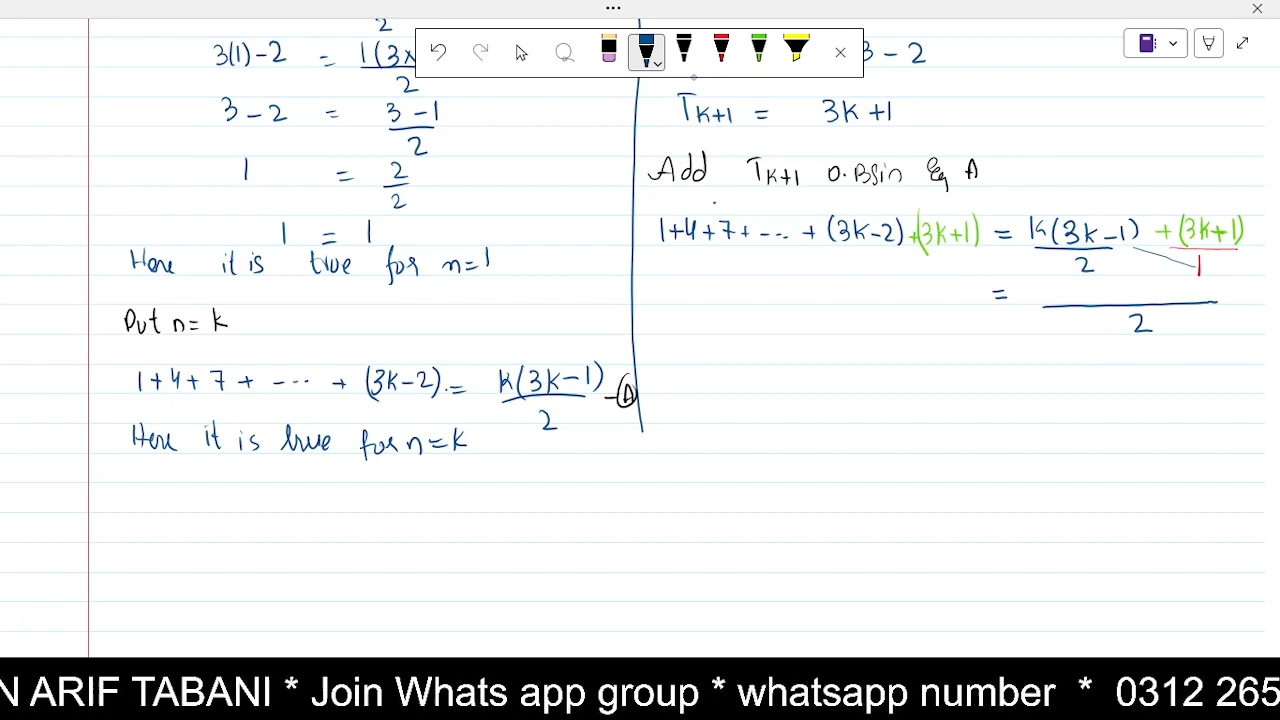 2
3(1)-2 = 1(3x
2
3-2 = 3-1
2
1 = 2
2
1 = 1
Here it is true for n=1
Put n=k
1+4+7+---+(3k-2).= k(3k-1) -A
2
Here it is true for n=k
3-2
Tk+1 = 3k+1
Add Tk+1 o.Bsin Eq A
1+4+7+---+(3k-2)+(3k+1) = k(3k-1) +(3k+1)
2 1
=
2
N ARIF TABANI * Join Whats app group * whatsapp number * 0312 265